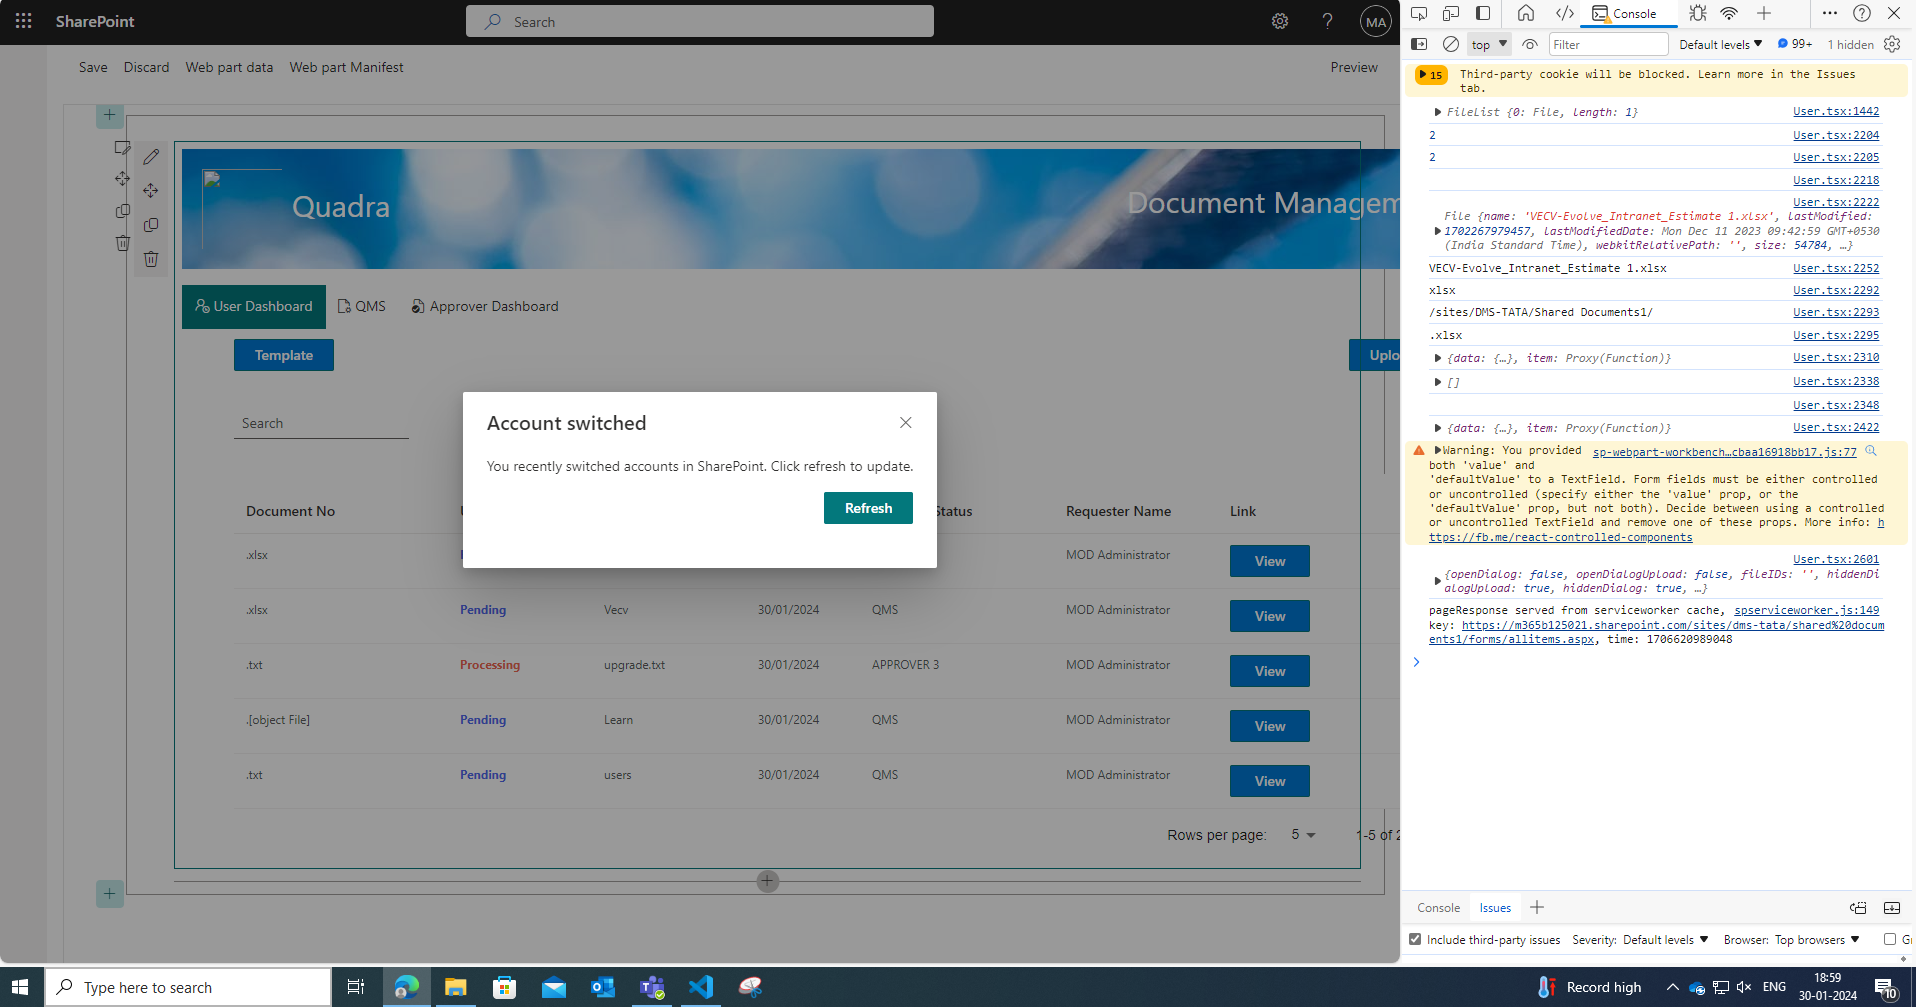 SharePoint
Search
MA
Save Discard Web part data Web part Manifest
Preview
Quadra
Document Managem
User Dashboard QMS Approver Dashboard
Template
Uplo
Search
Account switched
You recently switched accounts in SharePoint. Click refresh to update.
Refresh
Document No Status Requester Name Link
.xlsx MOD Administrator View
.xlsx Pending Vecv 30/01/2024 QMS MOD Administrator View
.txt Processing upgrade.txt 30/01/2024 APPROVER 3 MOD Administrator View
.[object File] Pending Learn 30/01/2024 QMS MOD Administrator View
.txt Pending users 30/01/2024 QMS MOD Administrator View
Rows per page: 5 1-5 of 2
Console
top Filter Default levels 99+ 1 hidden
15 Third-party cookie will be blocked. Learn more in the Issues
tab.
FileList {0: File, length: 1} User.tsx:1442
2 User.tsx:2204
2 User.tsx:2205
User.tsx:2218
User.tsx:2222
File {name: 'VECV-Evolve_Intranet_Estimate 1.xlsx', lastModified:
1702267979457, lastModifiedDate: Mon Dec 11 2023 09:42:59 GMT+0530
(India Standard Time), webkitRelativePath: '', size: 54784, …}
VECV-Evolve_Intranet_Estimate 1.xlsx User.tsx:2252
xlsx User.tsx:2292
/sites/DMS-TATA/Shared Documents1/ User.tsx:2293
.xlsx User.tsx:2295
{data: {…}, item: Proxy(Function)} User.tsx:2310
[] User.tsx:2338
User.tsx:2348
{data: {…}, item: Proxy(Function)} User.tsx:2422
Warning: You provided sp-webpart-workbench…cbaa16918bb17.js:77
both 'value' and
'defaultValue' to a TextField. Form fields must be either controlled
or uncontrolled (specify either the 'value' prop, or the
'defaultValue' prop, but not both). Decide between using a controlled
or uncontrolled TextField and remove one of these props. More info: h
ttps://fb.me/react-controlled-components
User.tsx:2601
{openDialog: false, openDialogUpload: false, fileIDs: '', hiddenDi
alogUpload: true, hiddenDialog: true, …}
pageResponse served from serviceworker cache, spserviceworker.js:149
key: https://m365b125021.sharepoint.com/sites/dms-tata/shared%20docum
ents1/forms/allitems.aspx, time: 1706620989048
Console Issues
Include third-party issues Severity: Default levels Browser: Top browsers Gr
Type here to search
Record high
ENG
18:59
30-01-2024
10